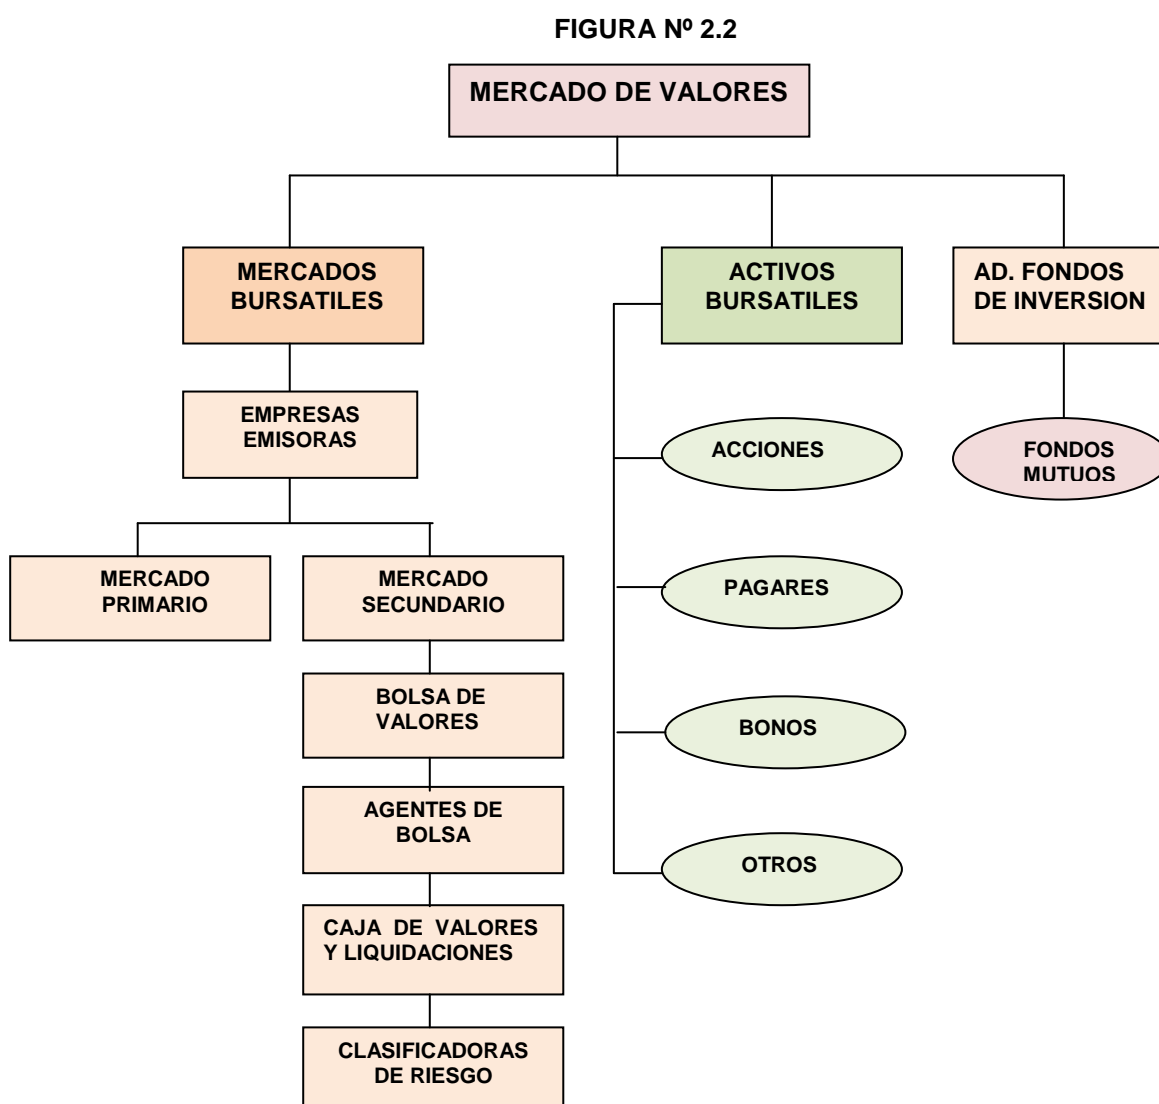 FIGURA Nº 2.2
MERCADO DE VALORES
MERCADOS
BURSATILES
ACTIVOS
BURSATILES
AD. FONDOS
DE INVERSION
EMPRESAS
EMISORAS
ACCIONES
FONDOS
MUTUOS
MERCADO
PRIMARIO
MERCADO
SECUNDARIO
PAGARES
BOLSA DE
VALORES
BONOS
AGENTES DE
BOLSA
OTROS
CAJA DE VALORES
Y LIQUIDACIONES
CLASIFICADORAS
DE RIESGO